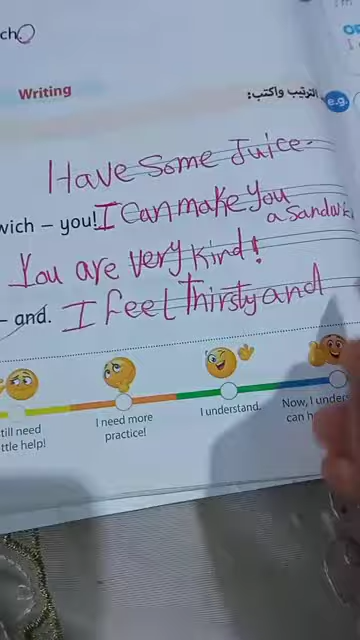 ch.
Writing
الترتيب واكتب:
e.g.
Have some Juice.
wich – you! I can make you
a sandwich
You are very kind!
– and. I feel thirsty and
till need
ttle help!
I need more
practice!
I understand.
Now, I unders
can h